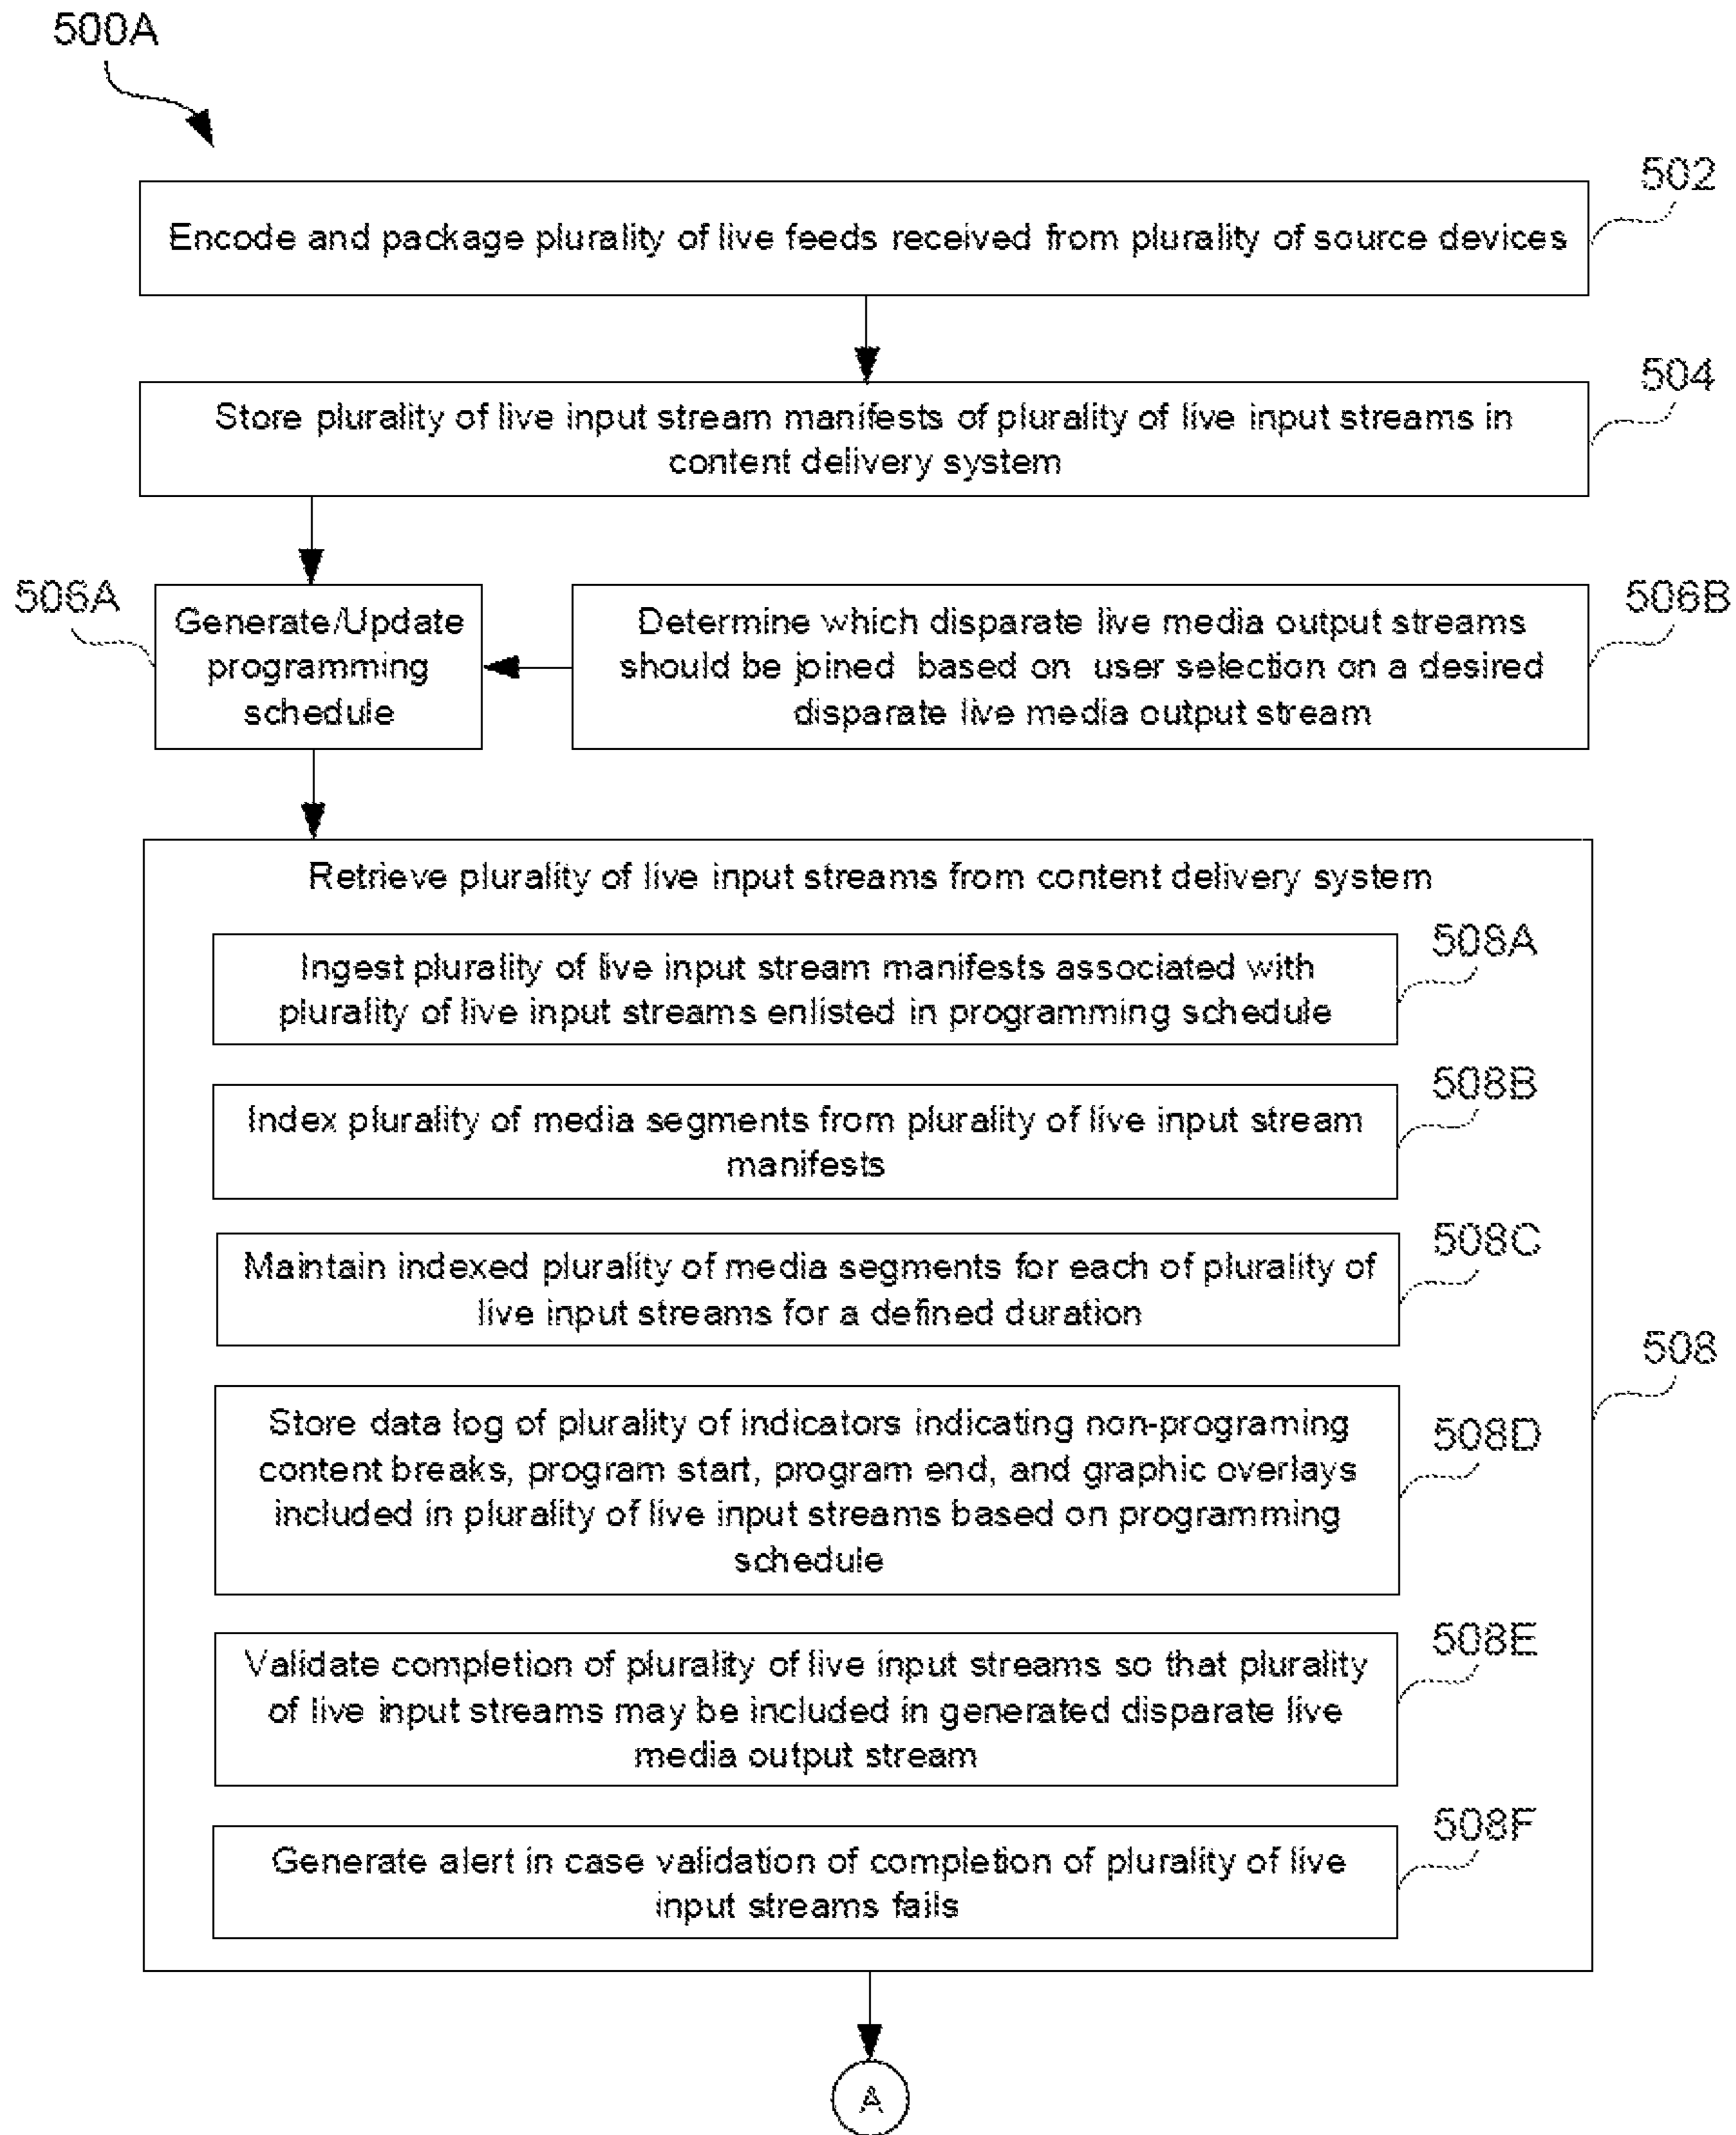 500A
502
Encode and package plurality of live feeds received from plurality of source devices
504
Store plurality of live input stream manifests of plurality of live input streams in
content delivery system
506A
Generate/Update
programming
schedule
506B
Determine which disparate live media output streams
should be joined based on user selection on a desired
disparate live media output stream
Retrieve plurality of live input streams from content delivery system
508A
Ingest plurality of live input stream manifests associated with
plurality of live input streams enlisted in programming schedule
508B
Index plurality of media segments from plurality of live input stream
manifests
508C
Maintain indexed plurality of media segments for each of plurality of
live input streams for a defined duration
508
508D
Store data log of plurality of indicators indicating non-programing
content breaks, program start, program end, and graphic overlays
included in plurality of live input streams based on programming
schedule
508E
Validate completion of plurality of live input streams so that plurality
of live input streams may be included in generated disparate live
media output stream
508F
Generate alert in case validation of completion of plurality of live
input streams fails
A